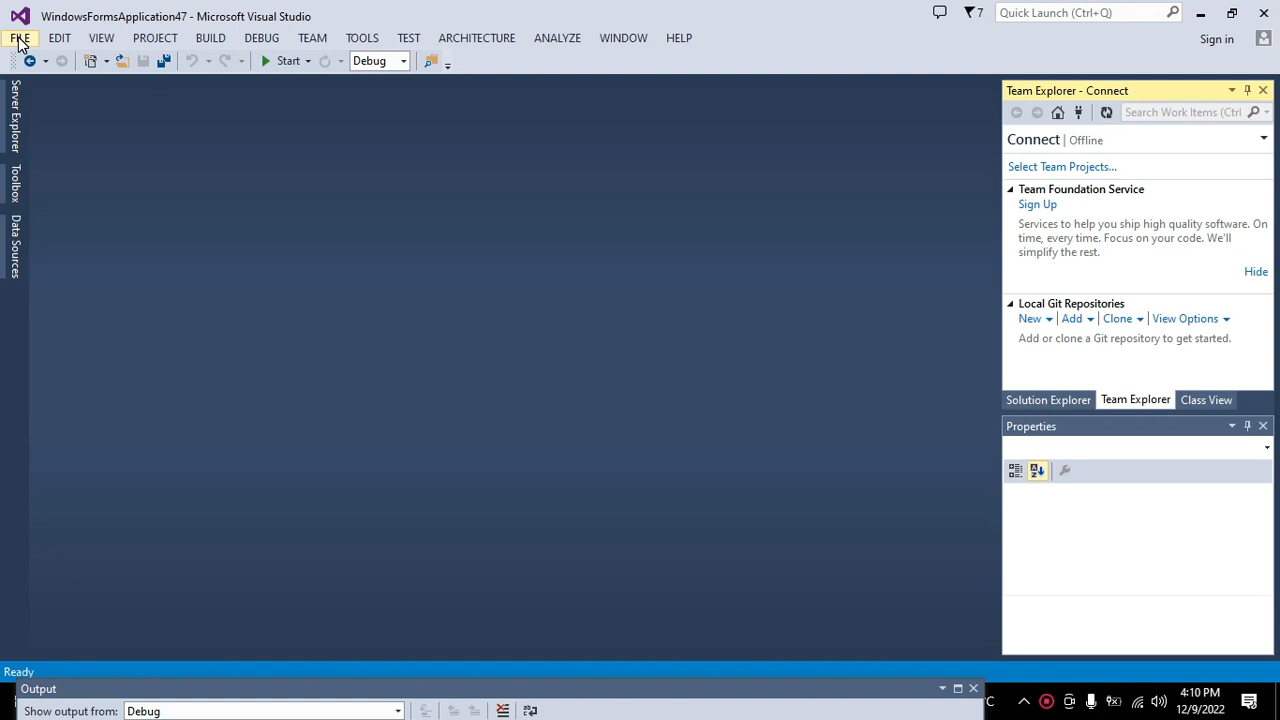 WindowsFormsApplication47 - Microsoft Visual Studio
7
Quick Launch (Ctrl+Q)
FILE EDIT VIEW PROJECT BUILD DEBUG TEAM TOOLS TEST ARCHITECTURE ANALYZE WINDOW HELP
Sign in
Start Debug
Server Explorer
Toolbox
Data Sources
Team Explorer - Connect
Search Work Items (Ctrl
Connect | Offline
Select Team Projects...
Team Foundation Service
Sign Up
Services to help you ship high quality software. On
time, every time. Focus on your code. We'll
simplify the rest.
Hide
Local Git Repositories
New | Add | Clone | View Options
Add or clone a Git repository to get started.
Solution Explorer Team Explorer Class View
Properties
Ready
Output
Show output from: Debug
°C
4:10 PM
12/9/2022